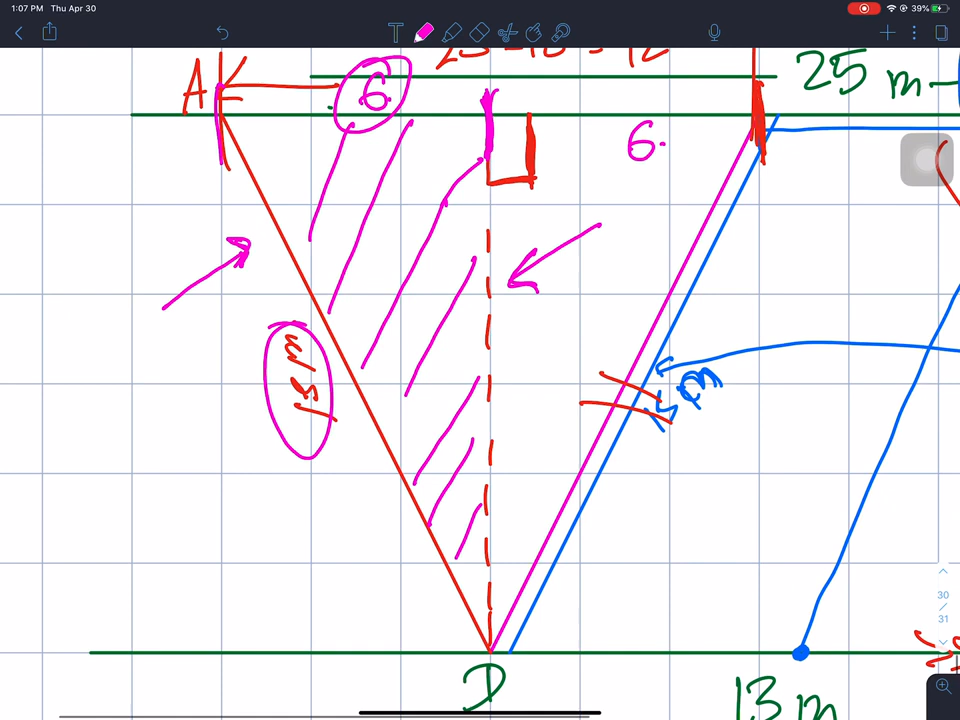 1:07 PM Thu Apr 30
39%
A
6
25 m
6.
15 m
15 m
30
/
31
D
13 m